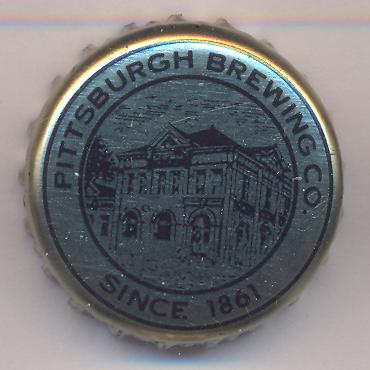 PITTSBURGH BREWING CO.
SINCE 1861